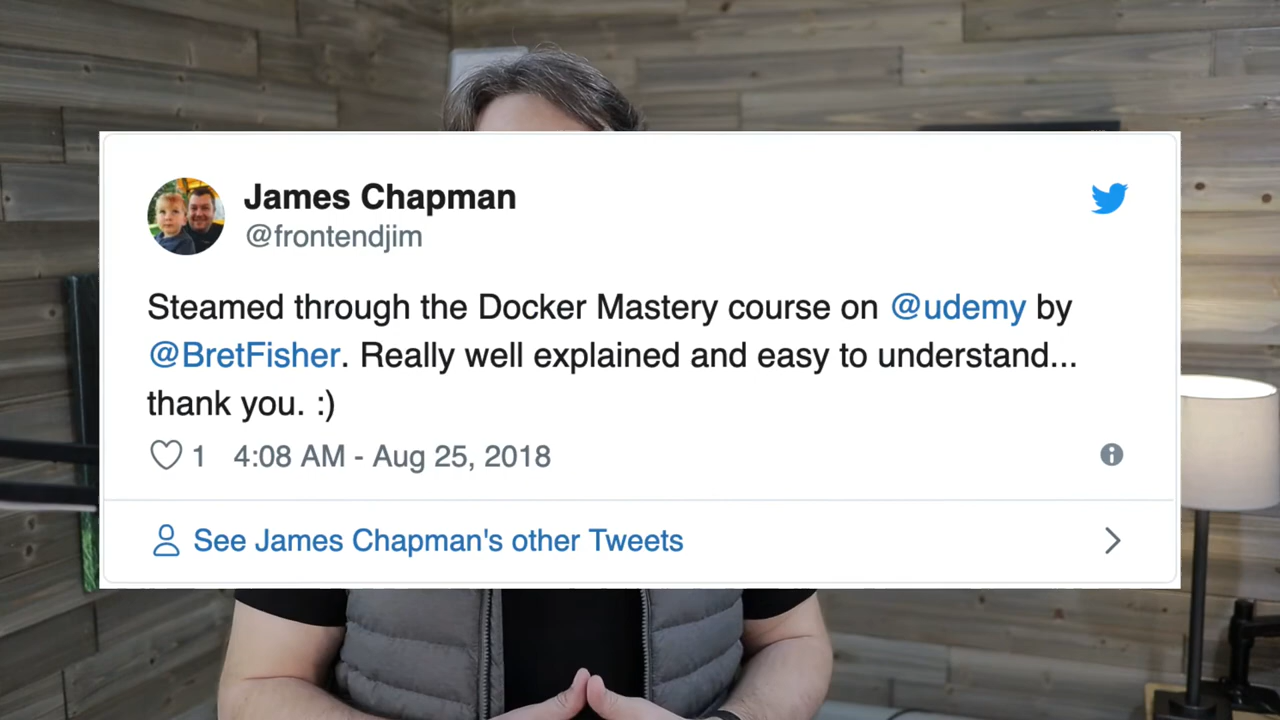 James Chapman
@frontendjim
Steamed through the Docker Mastery course on @udemy by
@BretFisher. Really well explained and easy to understand...
thank you. :)
1 4:08 AM - Aug 25, 2018
See James Chapman's other Tweets